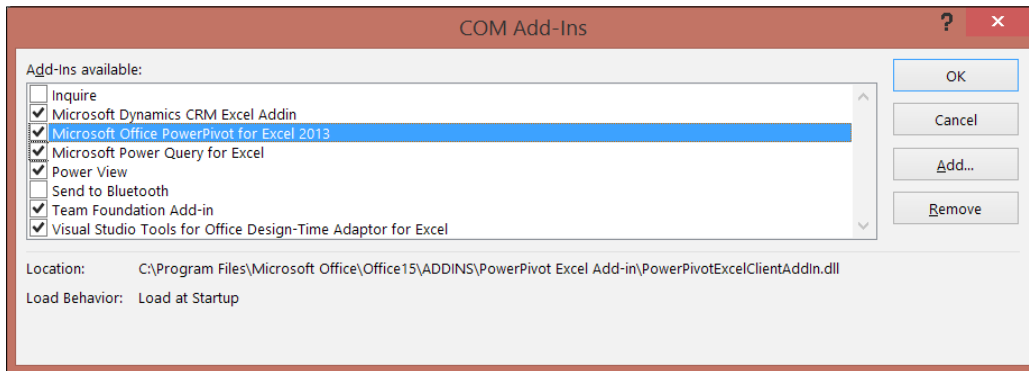 COM Add-Ins
? ×
Add-Ins available:
Inquire
Microsoft Dynamics CRM Excel Addin
Microsoft Office PowerPivot for Excel 2013
Microsoft Power Query for Excel
Power View
Send to Bluetooth
Team Foundation Add-in
Visual Studio Tools for Office Design-Time Adaptor for Excel
OK
Cancel
Add...
Remove
Location: C:\Program Files\Microsoft Office\Office15\ADDINS\PowerPivot Excel Add-in\PowerPivotExcelClientAddIn.dll
Load Behavior: Load at Startup